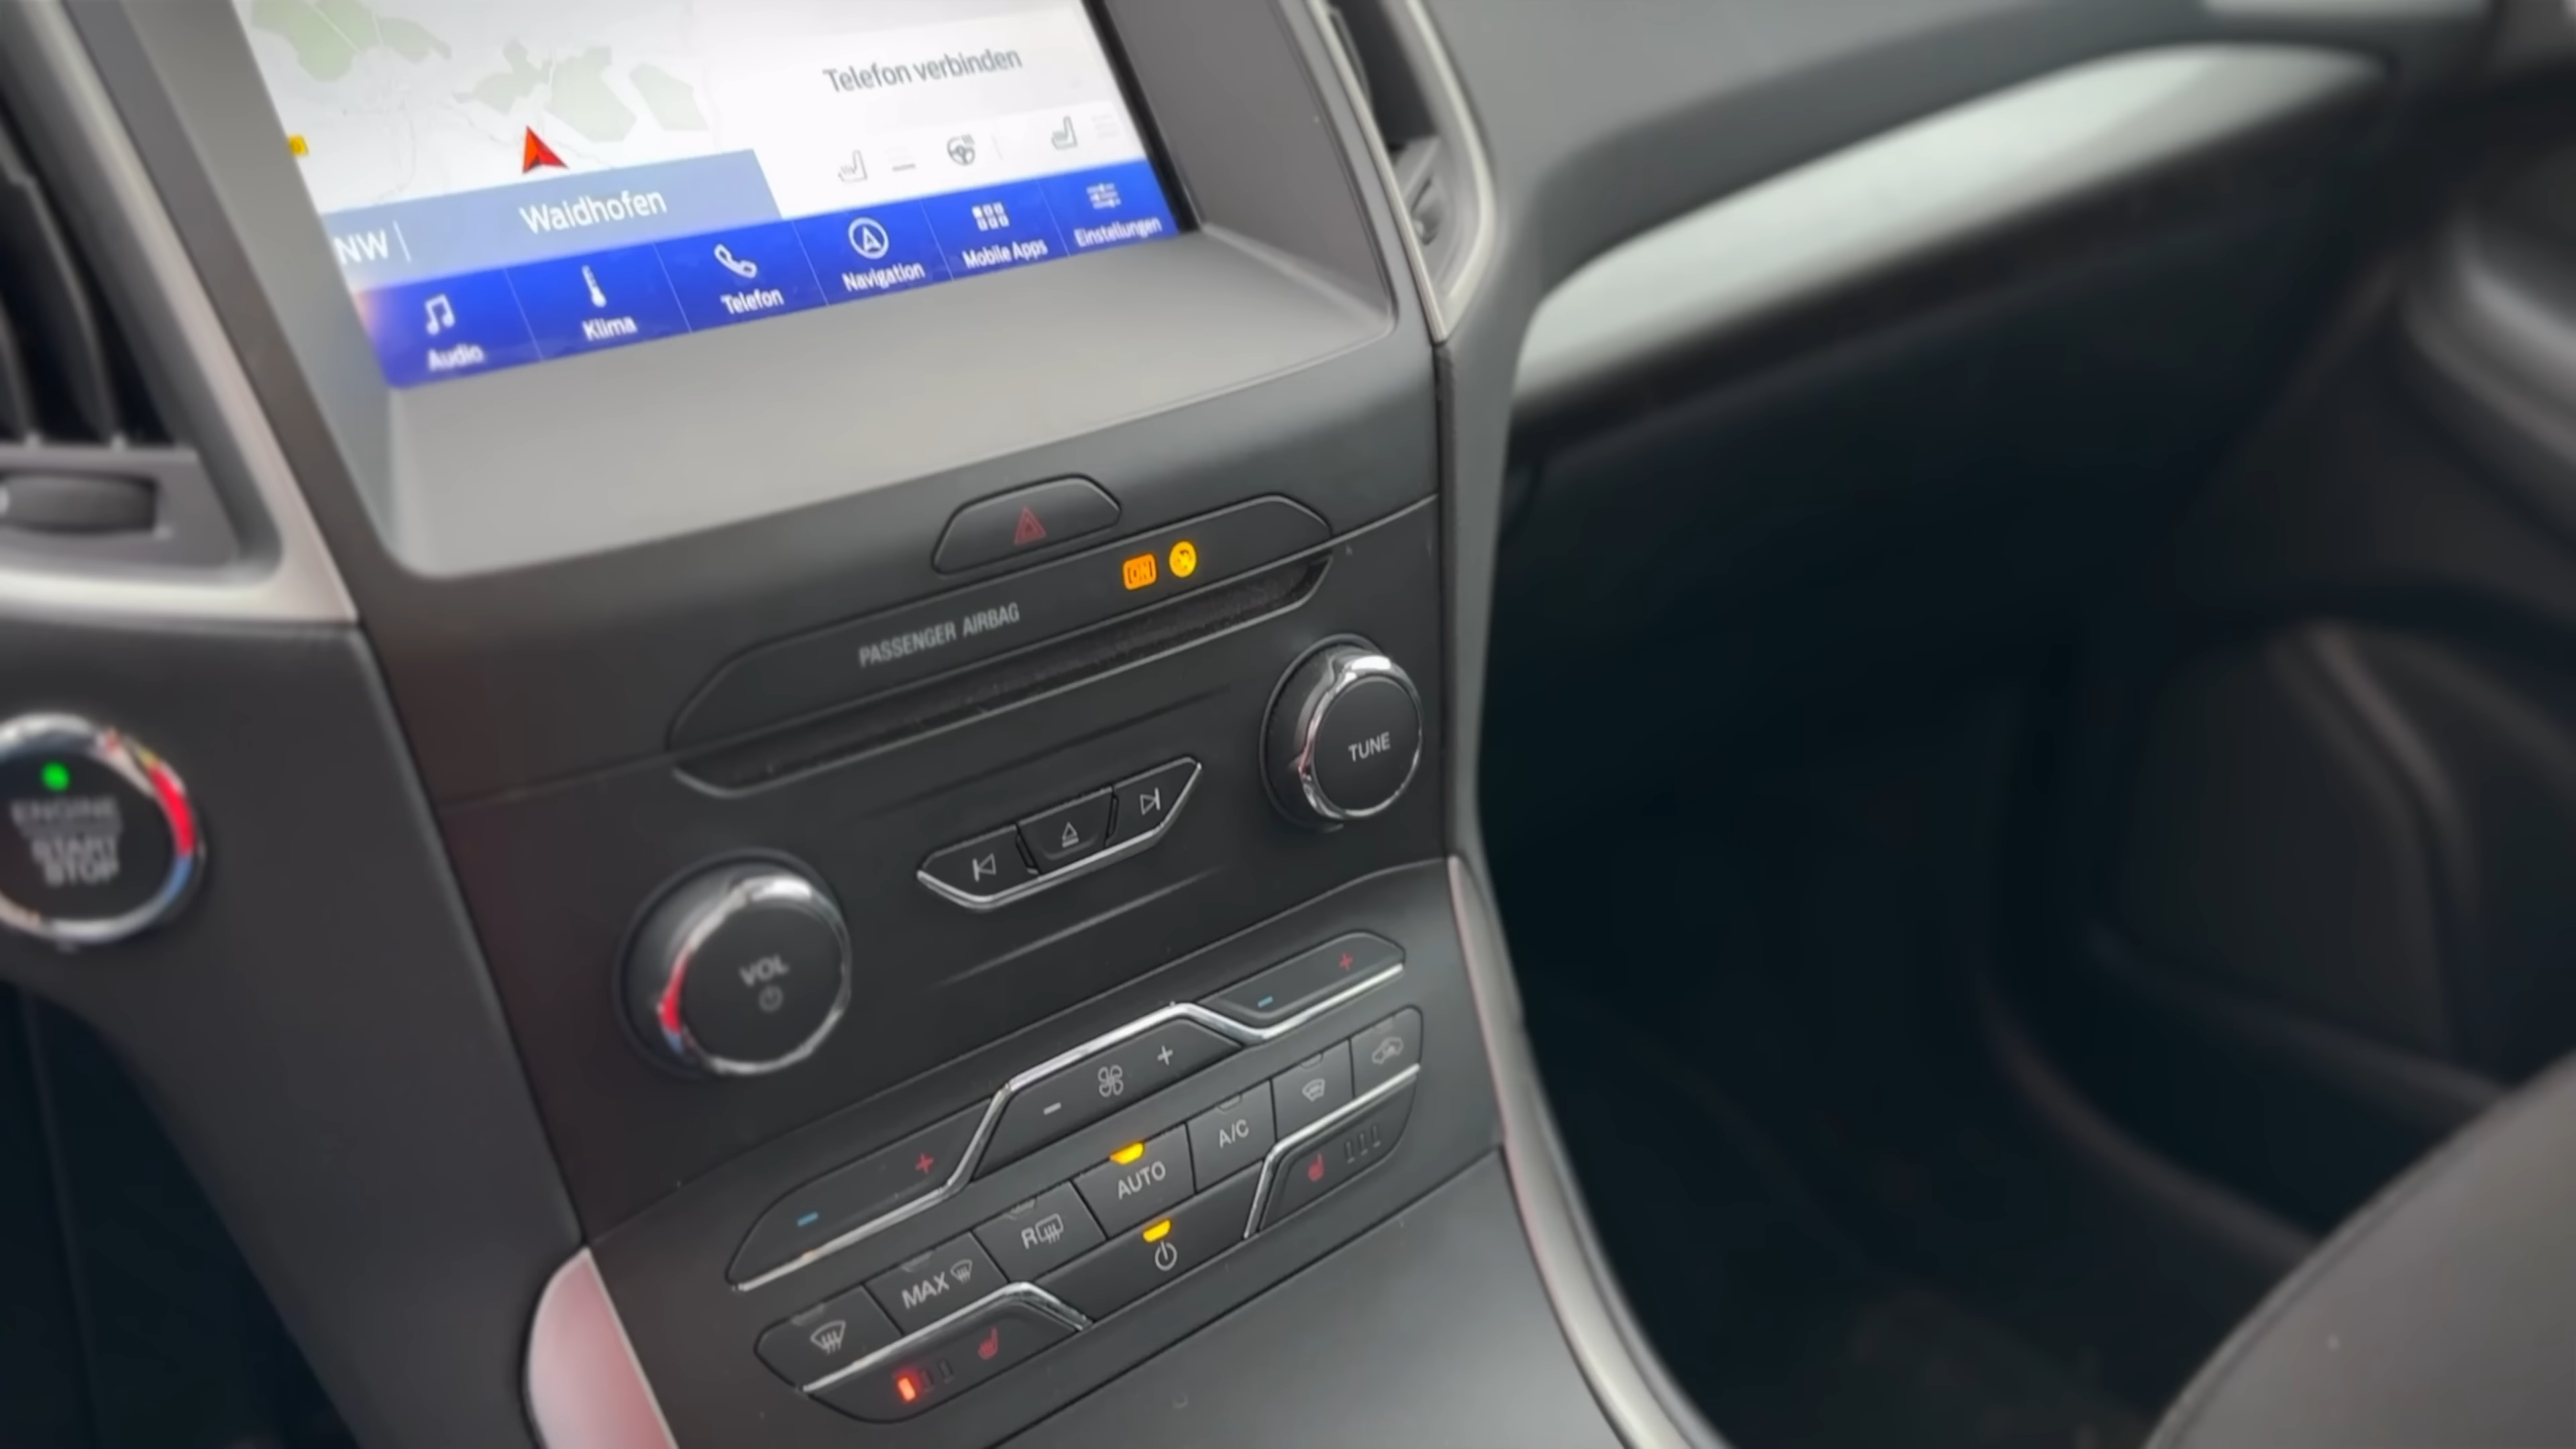 Telefon verbinden
NW | Waidhofen
Audio
Klima
Telefon
Navigation
Mobile Apps
Einstellungen
ON
PASSENGER AIRBAG
TUNE
ENGINE
START
STOP
VOL
A/C
AUTO
R
MAX